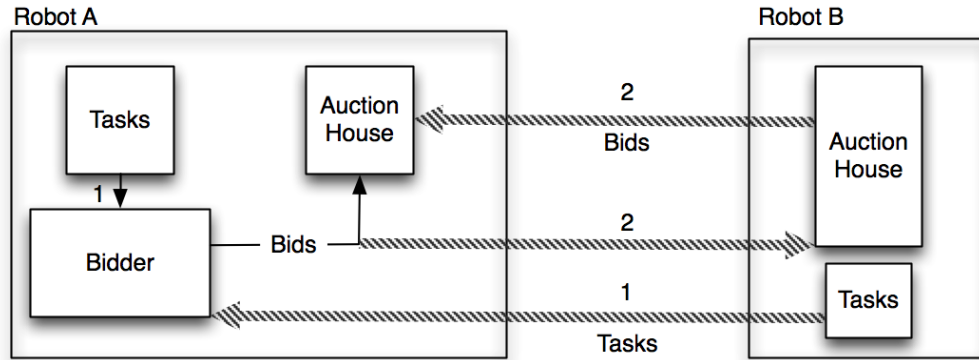 Robot A
Robot B
Tasks
Auction
House
2
Bids
Auction
House
1
Bidder
Bids
2
1
Tasks
Tasks